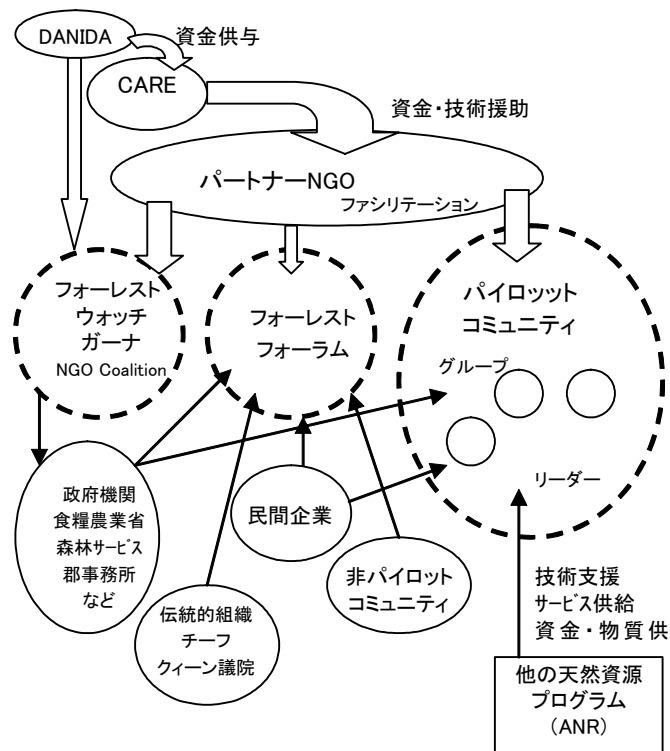 DANIDA
資金供与
CARE
資金・技術援助
パートナーNGO
ファシリテーション
フォーレスト
ウォッチ
ガーナ
NGO Coalition
フォーレスト
フォーラム
パイロッット
コミュニティ
グループ
リーダー
政府機関
食糧農業省
森林サービス
郡事務所
など
民間企業
非パイロット
コミュニティ
伝統的組織
チーフ
クィーン議院
技術支援
サービス供給
資金・物質供
他の天然資源
プログラム
(ANR)